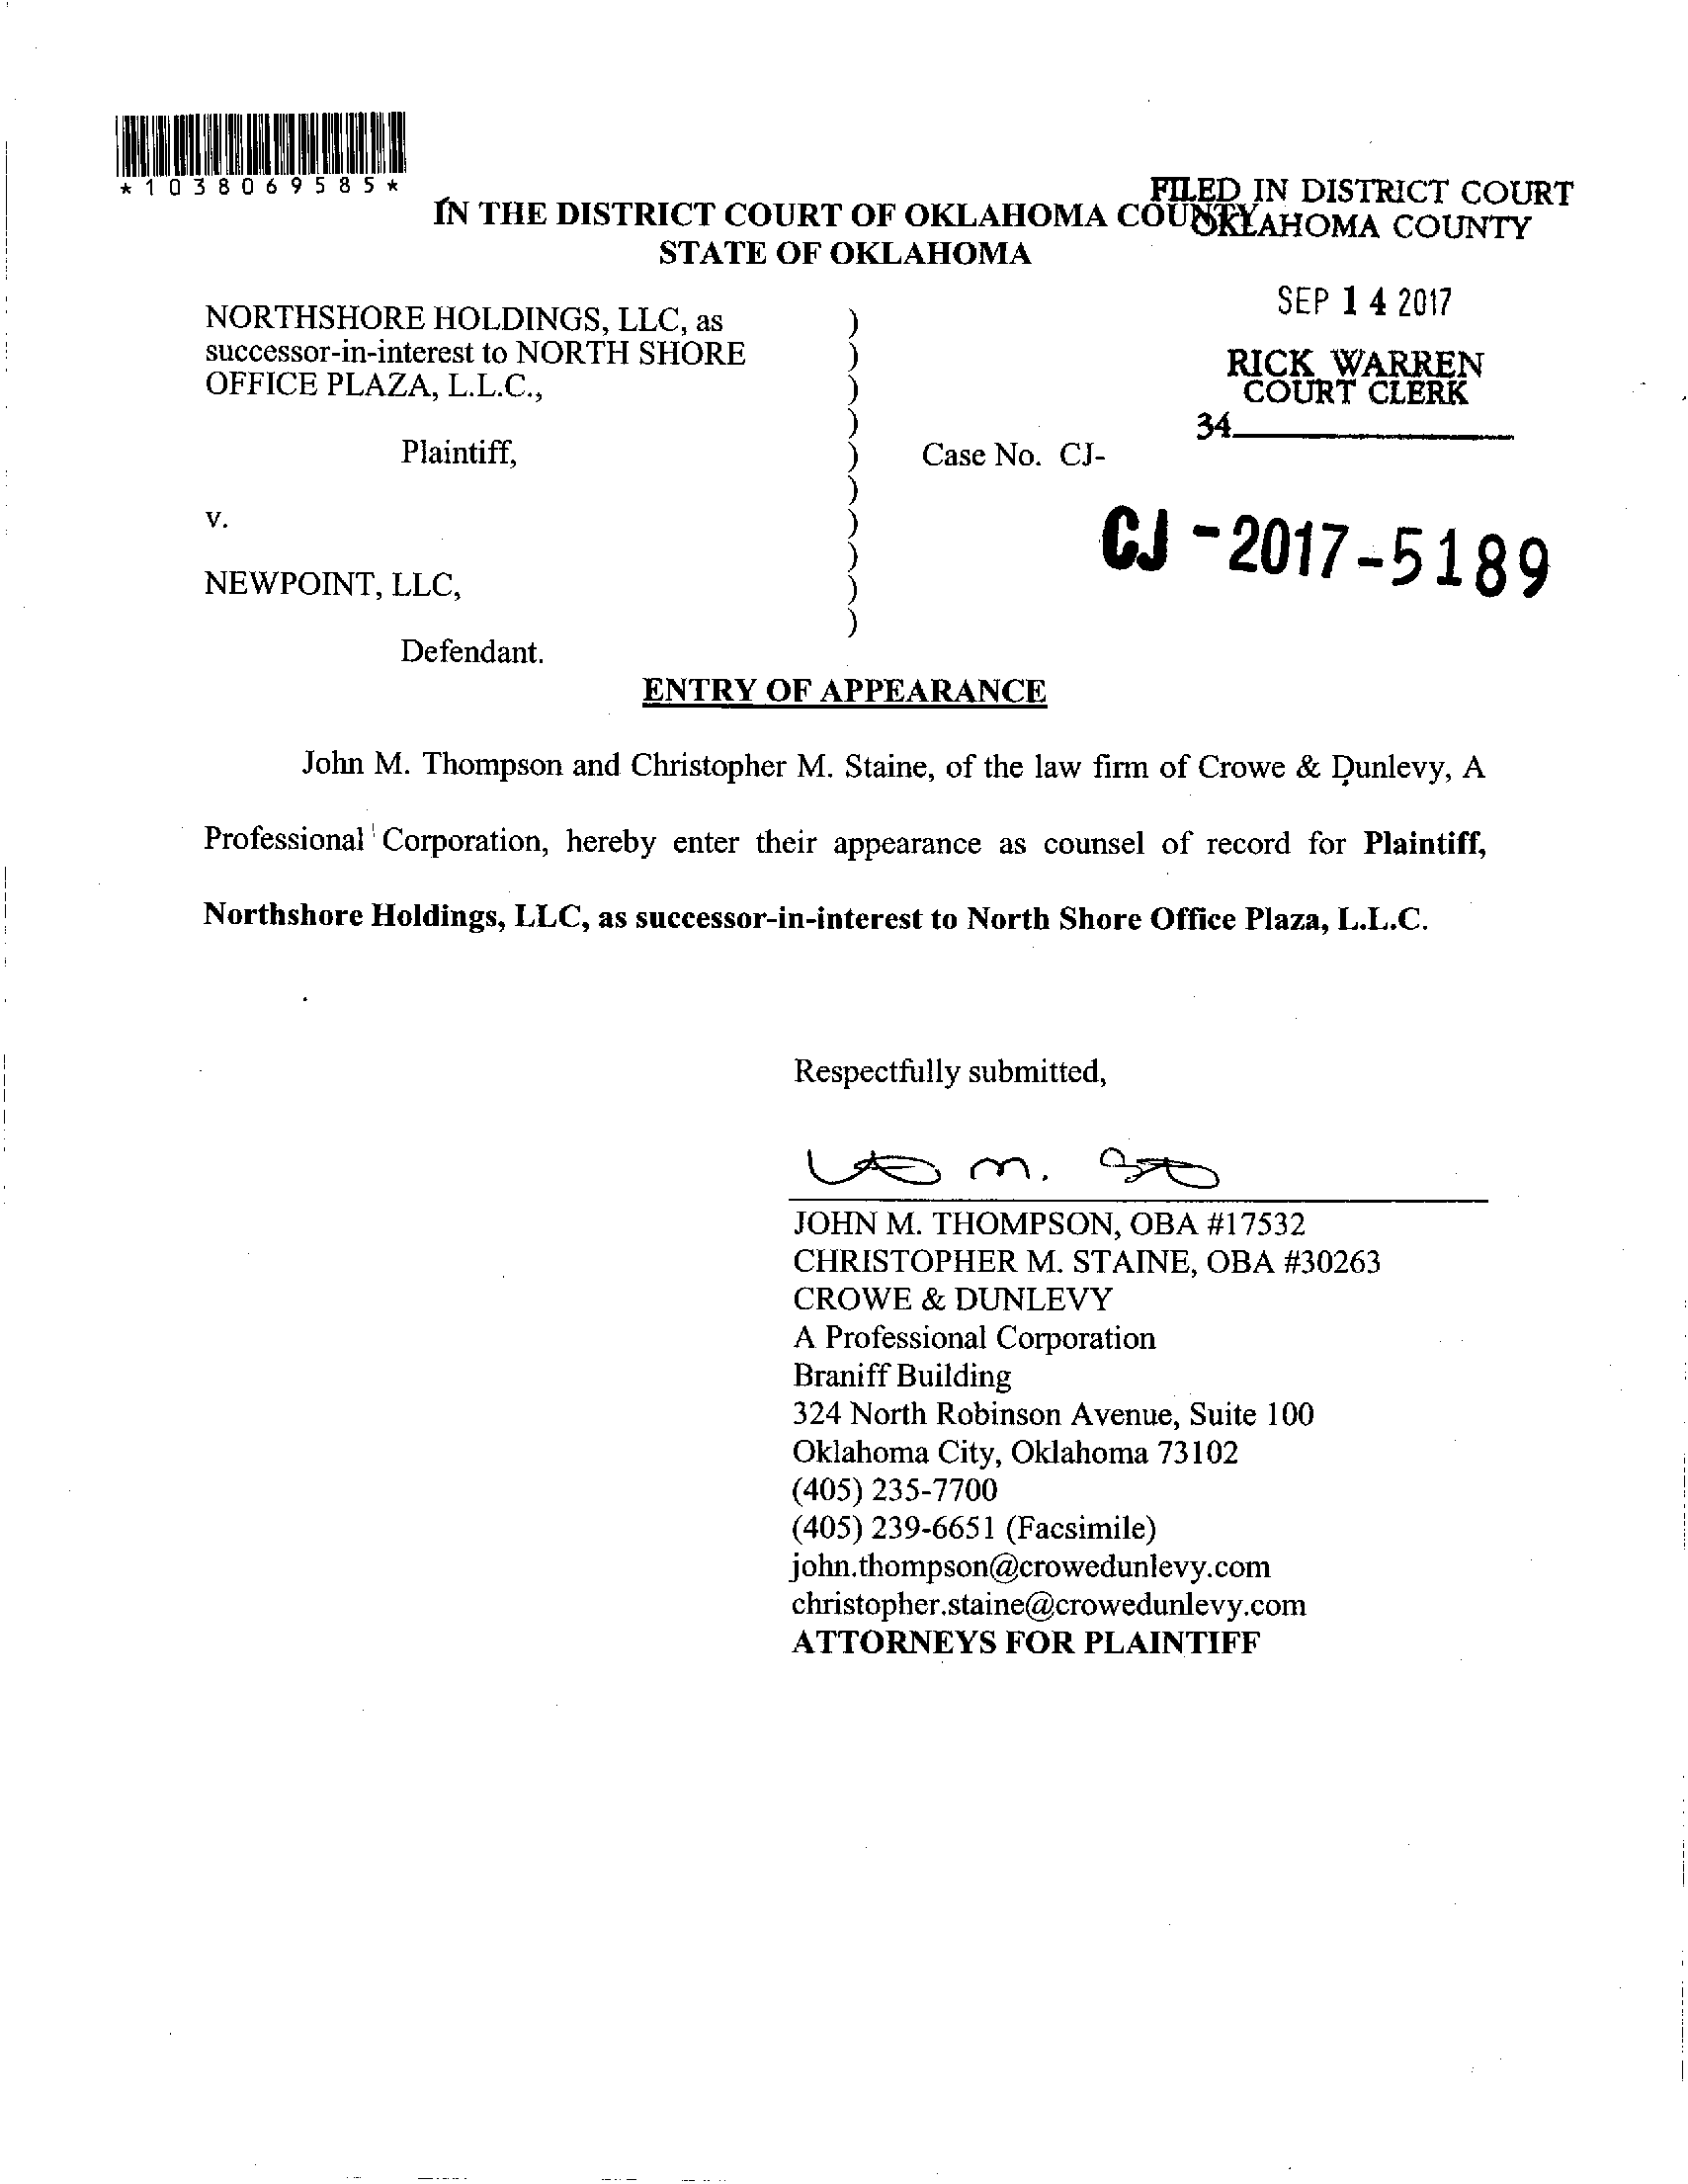 *1038069585*
FILED IN DISTRICT COURT
OKLAHOMA COUNTY
IN THE DISTRICT COURT OF OKLAHOMA COUNTY
STATE OF OKLAHOMA
SEP 14 2017
RICK WARREN
COURT CLERK
34
NORTHSHORE HOLDINGS, LLC, as )
successor-in-interest to NORTH SHORE )
OFFICE PLAZA, L.L.C., )
)
Plaintiff, ) Case No. CJ-
)
v. )
CJ-2017-5189
)
NEWPOINT, LLC, )
)
Defendant.
ENTRY OF APPEARANCE
John M. Thompson and Christopher M. Staine, of the law firm of Crowe & Dunlevy, A
Professional Corporation, hereby enter their appearance as counsel of record for Plaintiff,
Northshore Holdings, LLC, as successor-in-interest to North Shore Office Plaza, L.L.C.
Respectfully submitted,
JOHN M. THOMPSON, OBA #17532
CHRISTOPHER M. STAINE, OBA #30263
CROWE & DUNLEVY
A Professional Corporation
Braniff Building
324 North Robinson Avenue, Suite 100
Oklahoma City, Oklahoma 73102
(405) 235-7700
(405) 239-6651 (Facsimile)
john.thompson@crowedunlevy.com
christopher.staine@crowedunlevy.com
ATTORNEYS FOR PLAINTIFF